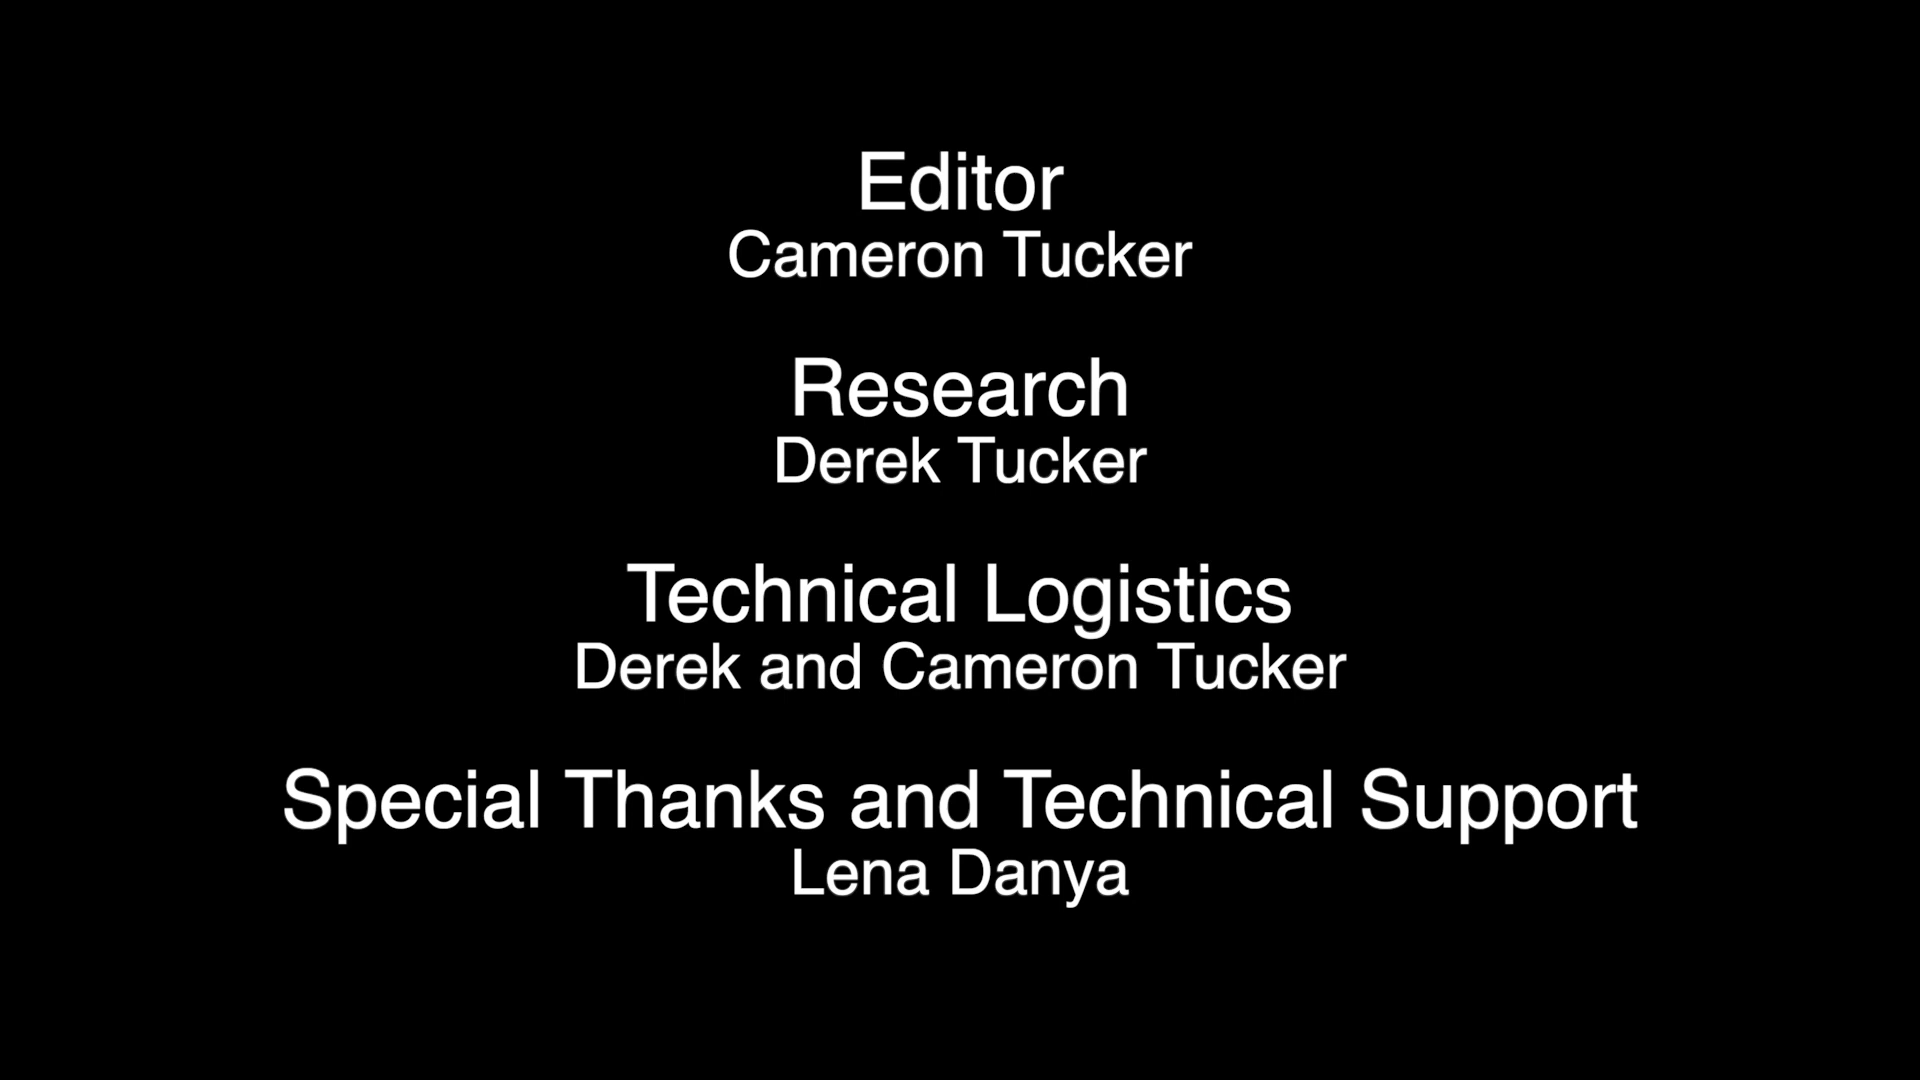 Editor
Cameron Tucker
Research
Derek Tucker
Technical Logistics
Derek and Cameron Tucker
Special Thanks and Technical Support
Lena Danya